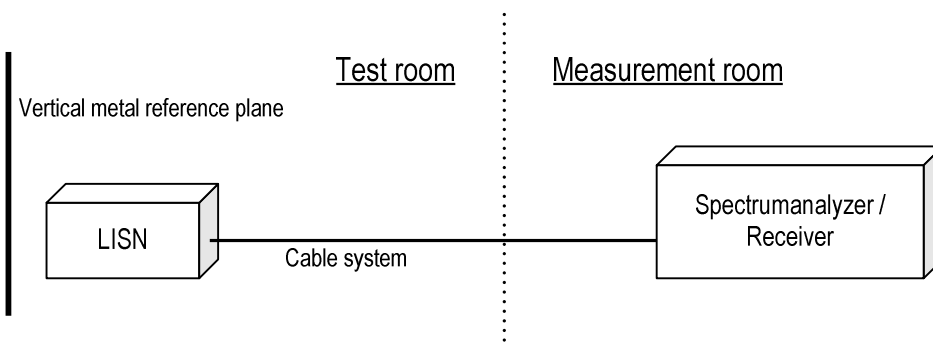 Test room
Measurement room
Vertical metal reference plane
LISN
Cable system
Spectrumanalyzer /
Receiver